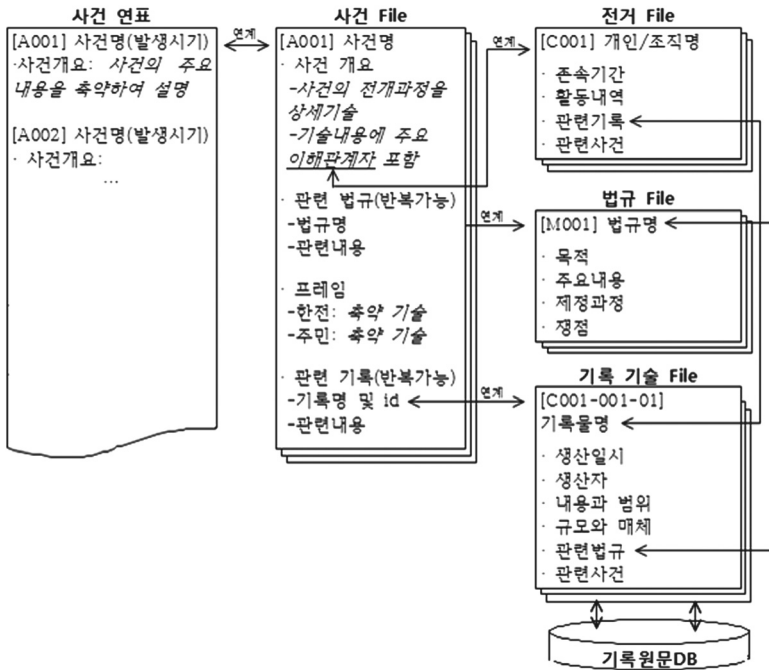 사건 연표
[A001] 사건명(발생시기)
·사건개요: 사건의 주요
내용을 축약하여 설명
[A002] 사건명(발생시기)
· 사건개요:
...
연계
사건 File
[A001] 사건명
· 사건 개요
-사건의 전개과정을
상세기술
-기술내용에 주요
이해관계자 포함
· 관련 법규(반복가능)
-법규명
-관련내용
· 프레임
-한전: 축약 기술
-주민: 축약 기술
· 관련 기록(반복가능)
-기록명 및 id
-관련내용
연계
연계
연계
전거 File
[C001] 개인/조직명
· 존속기간
· 활동내역
· 관련기록
· 관련사건
법규 File
[M001] 법규명
· 목적
· 주요내용
· 제정과정
· 쟁점
기록 기술 File
[C001-001-01]
기록물명
· 생산일시
· 생산자
· 내용과 범위
· 규모와 매체
· 관련법규
· 관련사건
기록원문DB